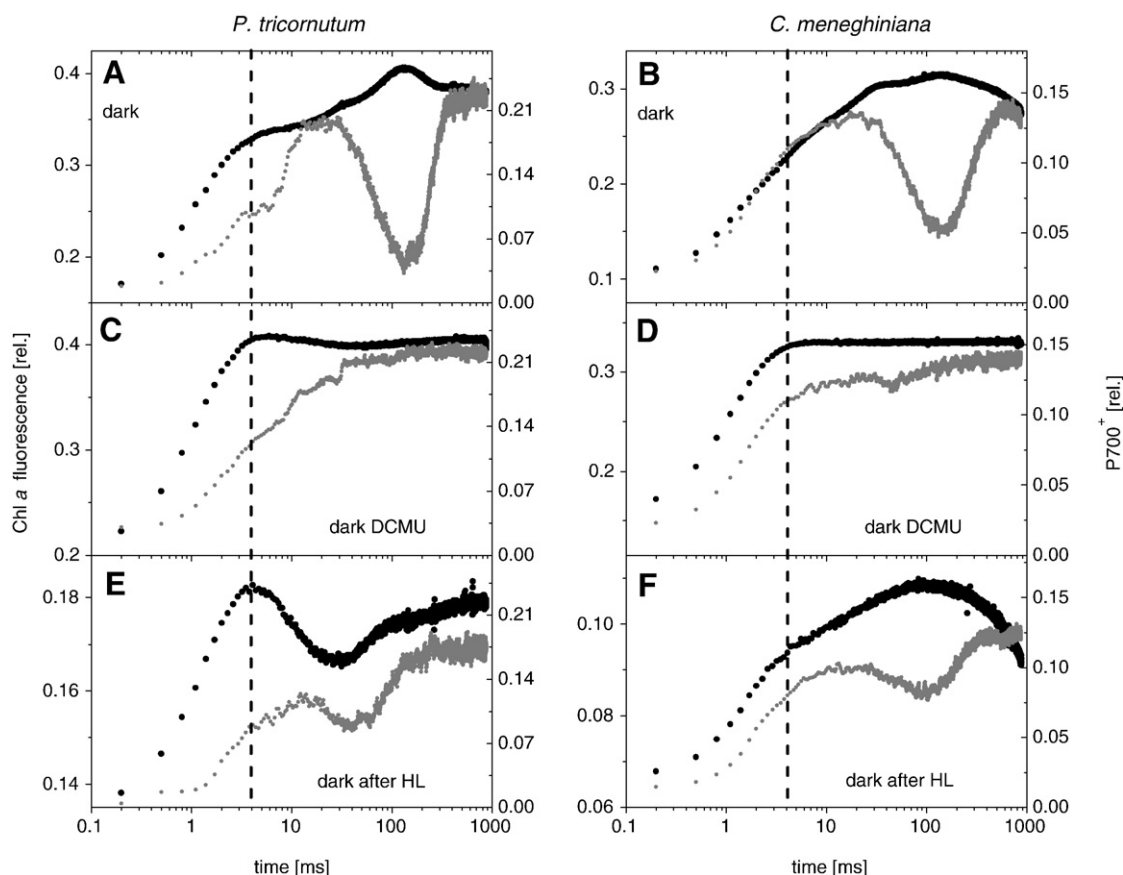 P. tricornutum
C. meneghiniana
A
dark
0.4
0.3
0.2
0.21
0.14
0.07
0.00
B
dark
0.3
0.2
0.1
0.15
0.10
0.05
0.00
C
dark DCMU
0.4
0.3
0.2
0.21
0.14
0.07
0.00
D
dark DCMU
0.3
0.2
0.15
0.10
0.05
0.00
E
dark after HL
0.18
0.16
0.14
0.21
0.14
0.07
0.00
F
dark after HL
0.10
0.08
0.06
0.15
0.10
0.05
0.00
0.1 1 10 100 1000
0.1 1 10 100 1000
time [ms]
time [ms]
Chl a fluorescence [rel.]
P700+ [rel.]